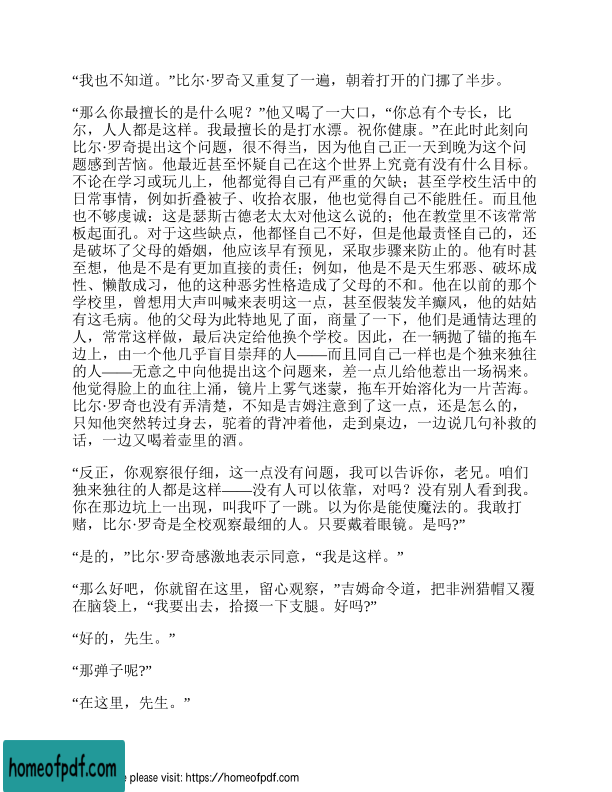 “我也不知道。”比尔·罗奇又重复了一遍，朝着打开的门挪了半步。
“那么你最擅长的是什么呢？”他又喝了一大口，“你总有个专长，比
尔，人人都是这样。我最擅长的是打水漂。祝你健康。”在此时此刻向
比尔·罗奇提出这个问题，很不得当，因为他自己正一天到晚为这个问
题感到苦恼。他最近甚至怀疑自己在这个世界上究竟有没有什么目标。
不论在学习或玩儿上，他都觉得自己有严重的欠缺；甚至学校生活中的
日常事情，例如折叠被子、收拾衣服，他也觉得自己不能胜任。而且他
也不够虔诚：这是瑟斯古德老太太对他这么说的；他在教堂里不该常常
板起面孔。对于这些缺点，他都怪自己不好，但是他最责怪自己的，还
是破坏了父母的婚姻，他应该早有预见，采取步骤来防止的。他有时甚
至想，他是不是有更加直接的责任；例如，他是不是天生邪恶、破坏成
性、懒散成习，他的这种恶劣性格造成了父母的不和。他在以前的那个
学校里，曾想用大声叫喊来表明这一点，甚至假装发羊癫风，他的姑姑
有这毛病。他的父母为此特地见了面，商量了一下，他们是通情达理的
人，常常这样做，最后决定给他换个学校。因此，在一辆抛了锚的拖车
边上，由一个他几乎盲目崇拜的人——而且同自己一样也是个独来独往
的人——无意之中向他提出这个问题来，差一点儿给他惹出一场祸来。
他觉得脸上的血往上涌，镜片上雾气迷蒙，拖车开始溶化为一片苦海。
比尔·罗奇也没有弄清楚，不知是吉姆注意到了这一点，还是怎么的，
只知他突然转过身去，驼着的背冲着他，走到桌边，一边说几句补救的
话，一边又喝着壶里的酒。
“反正，你观察很仔细，这一点没有问题，我可以告诉你，老兄。咱们
独来独往的人都是这样——没有人可以依靠，对吗？没有别人看到我。
你在那边坑上一出现，叫我吓了一跳。以为你是能使魔法的。我敢打
赌，比尔·罗奇是全校观察最细的人。只要戴着眼镜。是吗?”
“是的，”比尔·罗奇感激地表示同意，“我是这样。”
“那么好吧，你就留在这里，留心观察，”吉姆命令道，把非洲猎帽又覆
在脑袋上，“我要出去，拾掇一下支腿。好吗?”
“好的，先生。”
“那弹子呢?”
“在这里，先生。”
homeofpdf.com
e please visit: https://homeofpdf.com